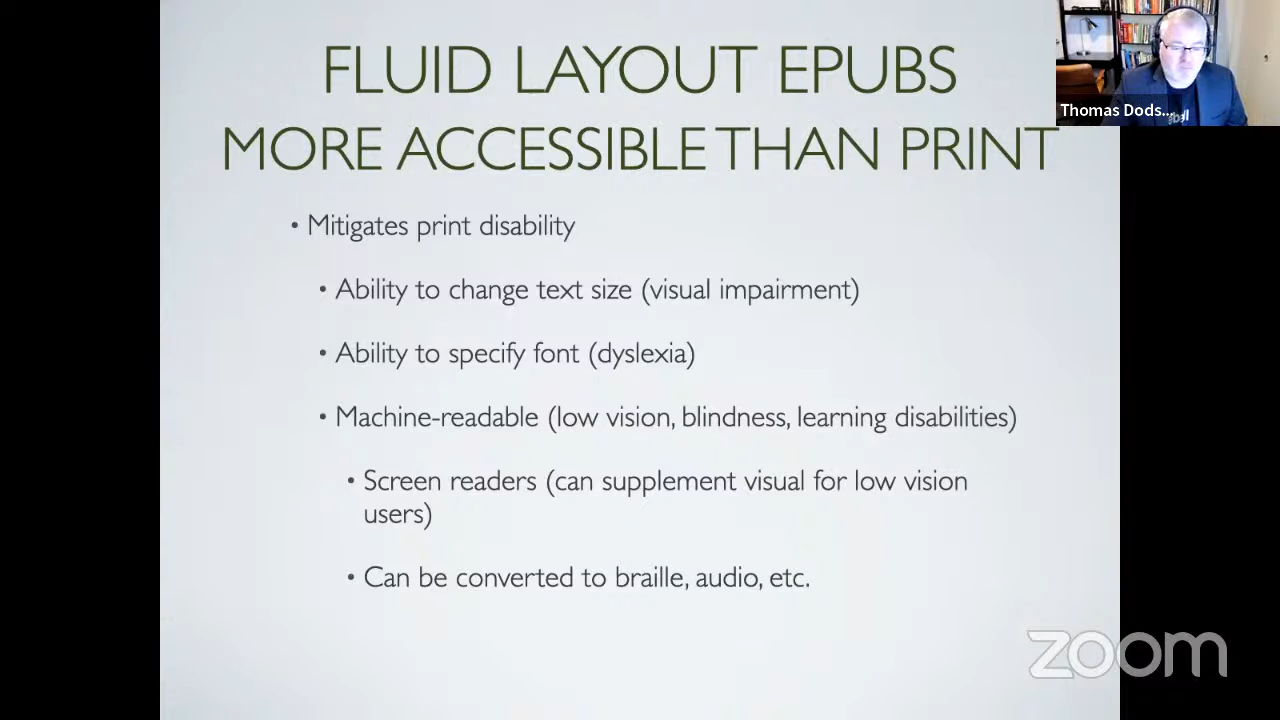 FLUID LAYOUT EPUBS
MORE ACCESSIBLE THAN PRINT
• Mitigates print disability
• Ability to change text size (visual impairment)
• Ability to specify font (dyslexia)
• Machine-readable (low vision, blindness, learning disabilities)
• Screen readers (can supplement visual for low vision
users)
• Can be converted to braille, audio, etc.
Thomas Dods...
zoom